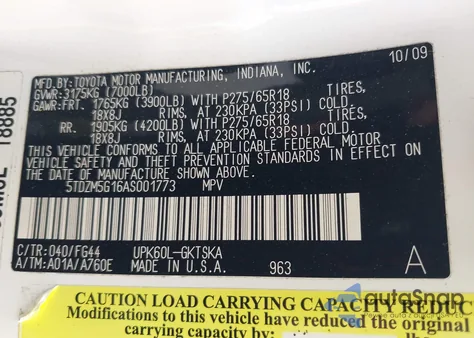 MFD.BY:TOYOTA MOTOR MANUFACTURING, INDIANA, INC. 10/09
GVWR:3175KG (7000LB)
GAWR:FRT. 1765KG (3900LB) WITH P275/65R18 TIRES,
18X8J RIMS, AT 230KPA (33PSI) COLD
RR. 1905KG (4200LB) WITH P275/65R18 TIRES,
18X8J RIMS, AT 230KPA (33PSI) COLD
THIS VEHICLE CONFORMS TO ALL APPLICABLE FEDERAL MOTOR
VEHICLE SAFETY AND THEFT PREVENTION STANDARDS IN EFFECT ON
THE DATE OF MANUFACTURE SHOWN ABOVE.
5TDZM5G16AS001773 MPV
C/TR:040/FG44 UPK60L-GKTSKA
A/TM:A01A/A760E MADE IN U.S.A. 963 A
18885
CAUTION LOAD CARRYING CAPACITY
Modifications to this vehicle have reduced the original
carrying capacity by:
autoSnap